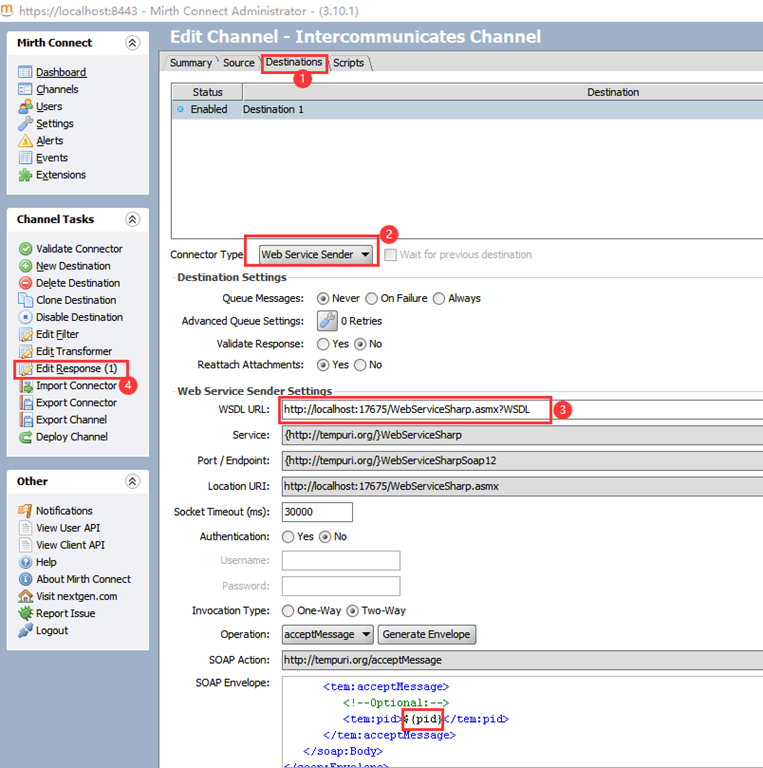 https://localhost:8443 - Mirth Connect Administrator - (3.10.1)
Mirth Connect
Dashboard
Channels
Users
Settings
Alerts
Events
Extensions
Channel Tasks
Validate Connector
New Destination
Delete Destination
Clone Destination
Disable Destination
Edit Filter
Edit Transformer
Edit Response (1)
4
Import Connector
Export Connector
Export Channel
Deploy Channel
Other
Notifications
View User API
View Client API
Help
About Mirth Connect
Visit nextgen.com
Report Issue
Logout
Edit Channel - Intercommunicates Channel
Summary Source Destinations Scripts
1
Status Destination
Enabled Destination 1
2
Connector Type Web Service Sender Wait for previous destination
Destination Settings
Queue Messages: Never On Failure Always
Advanced Queue Settings: 0 Retries
Validate Response: Yes No
Reattach Attachments: Yes No
Web Service Sender Settings
WSDL URL: http://localhost:17675/WebServiceSharp.asmx?WSDL 3
Service: {http://tempuri.org/}WebServiceSharp
Port / Endpoint: {http://tempuri.org/}WebServiceSharpSoap12
Location URI: http://localhost:17675/WebServiceSharp.asmx
Socket Timeout (ms): 30000
Authentication: Yes No
Username:
Password:
Invocation Type: One-Way Two-Way
Operation: acceptMessage Generate Envelope
SOAP Action: http://tempuri.org/acceptMessage
SOAP Envelope: <tem:acceptMessage>
<!--Optional:-->
<tem:pid>${pid}</tem:pid>
</tem:acceptMessage>
</soap:Body>
</soap:Envelope>